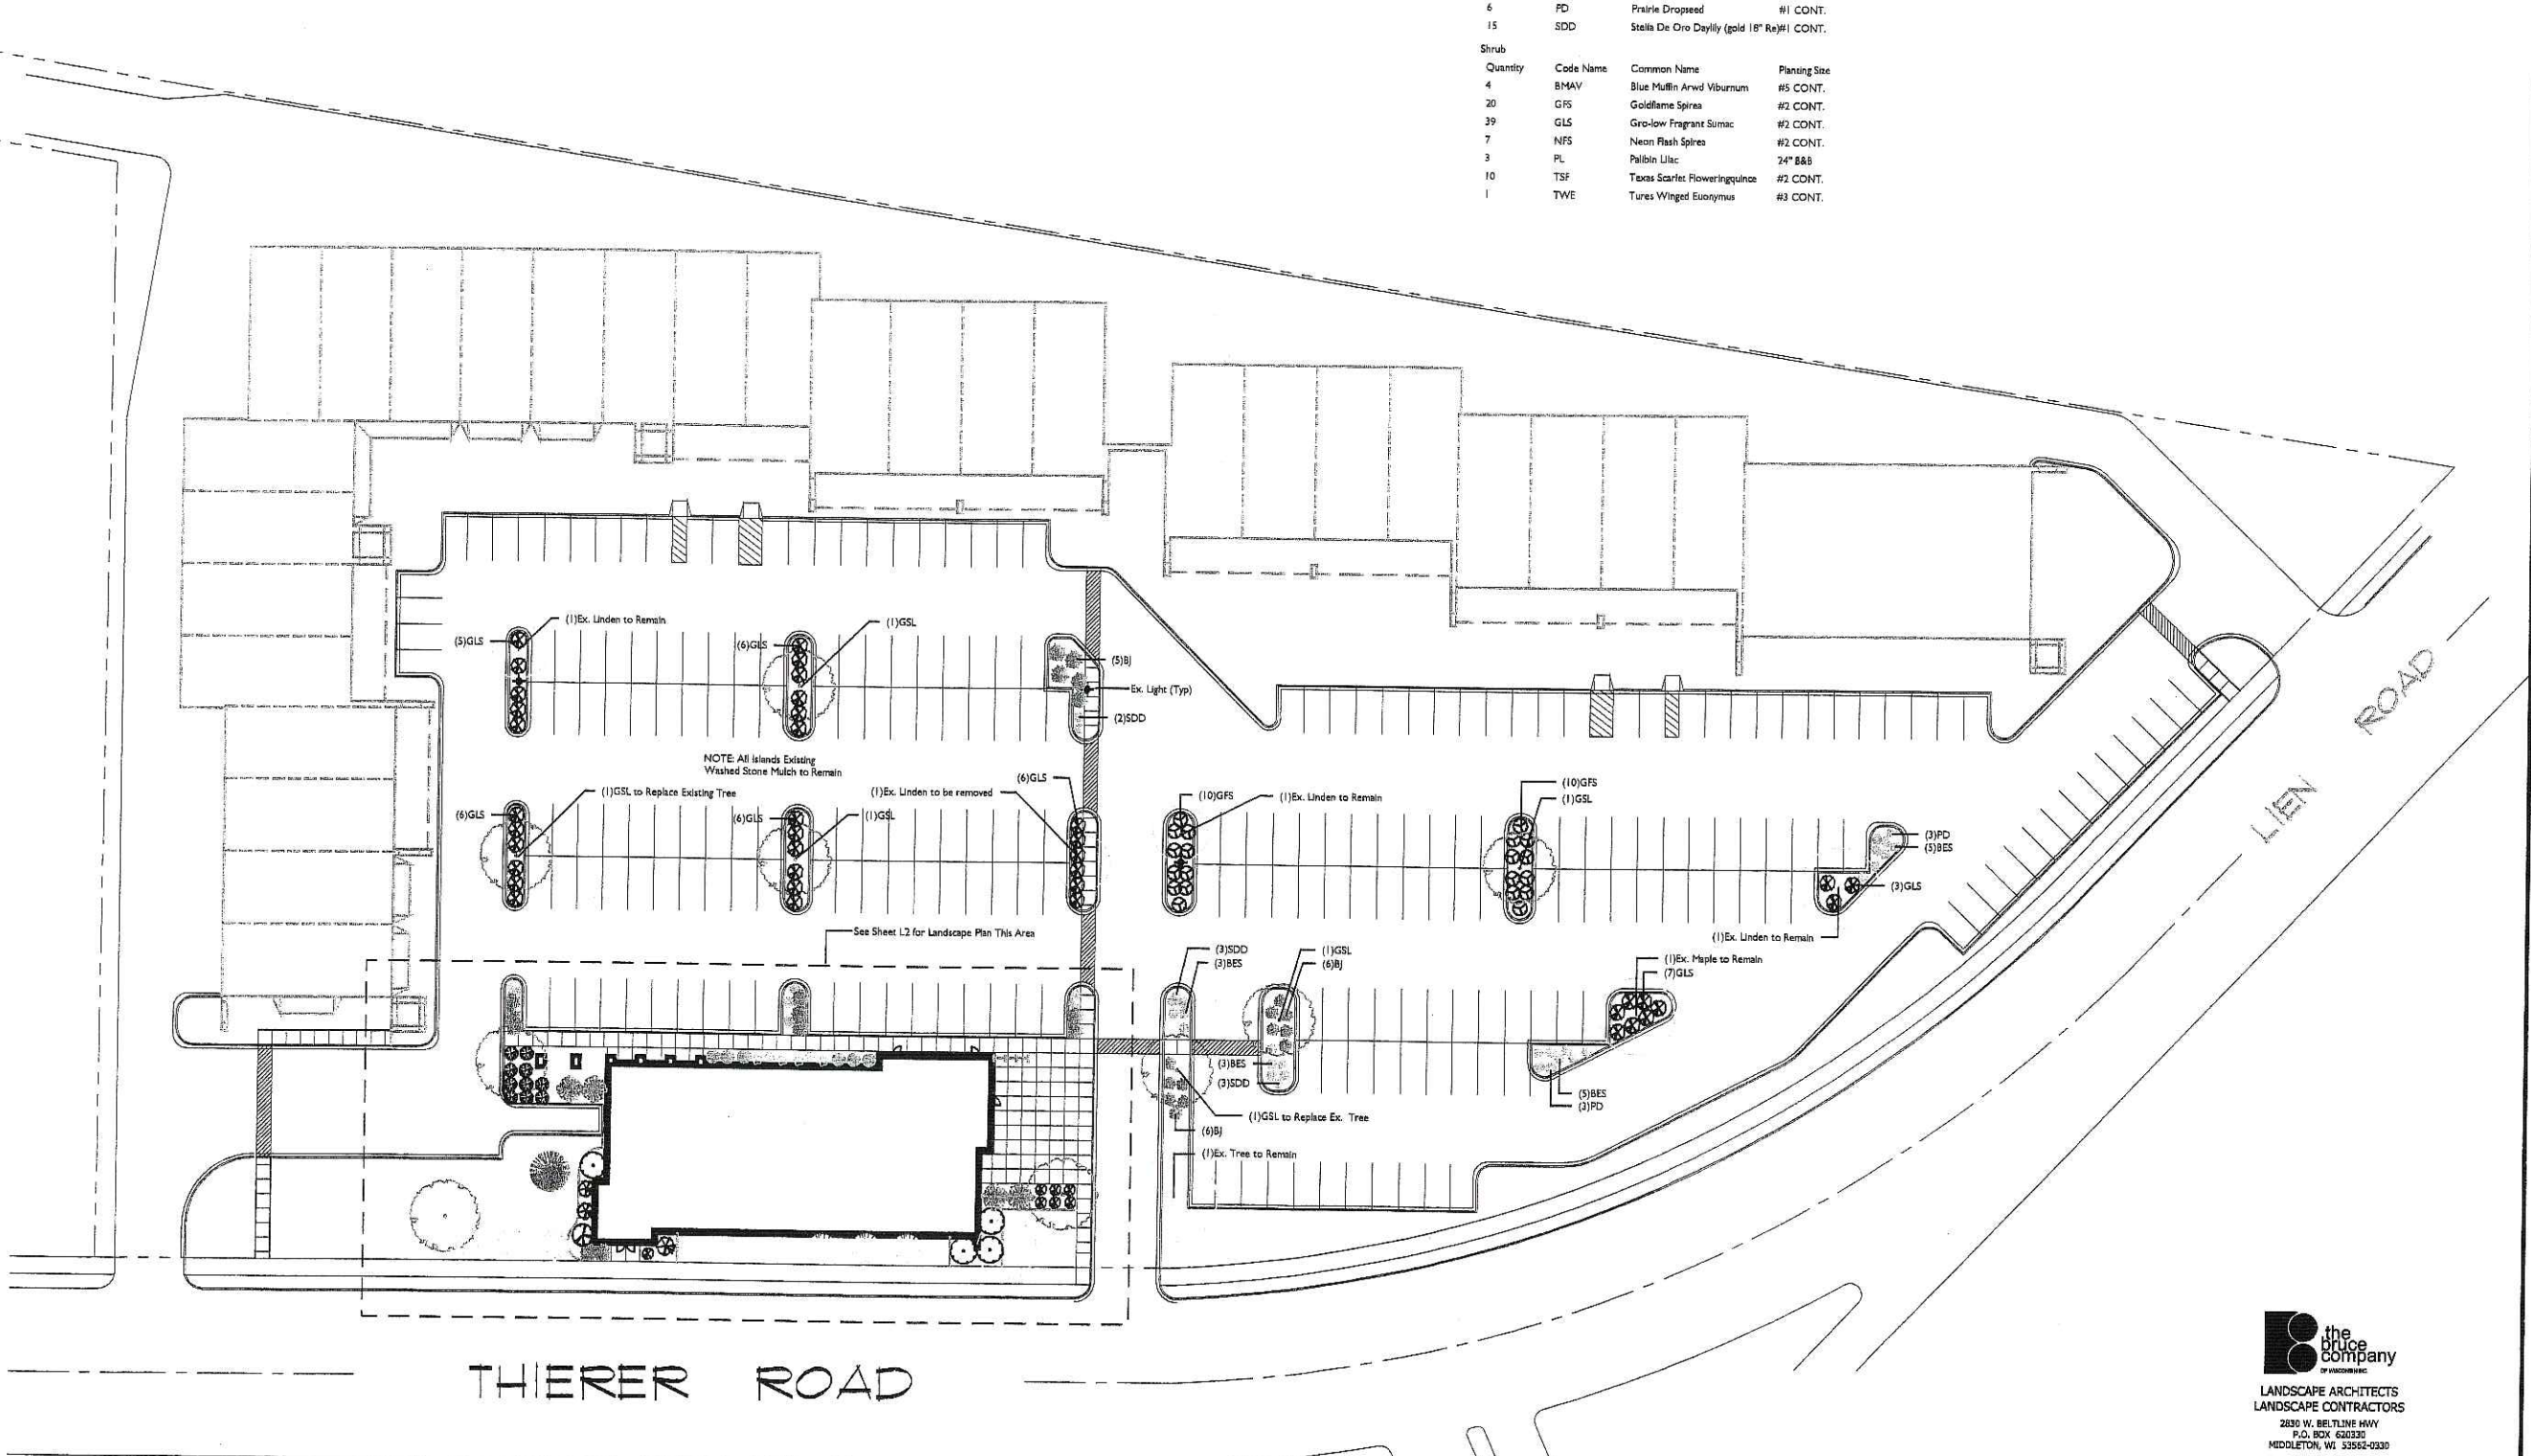 6 PD Prairie Dropseed #1 CONT.
15 SDD Stella De Oro Daylily (gold 18" Re)#1 CONT.
Shrub
Quantity Code Name Common Name Planting Size
4 BMAV Blue Muffin Arwd Viburnum #5 CONT.
20 GFS Goldflame Spirea #2 CONT.
39 GLS Gro-low Fragrant Sumac #2 CONT.
7 NFS Neon Flash Spirea #2 CONT.
3 PL Palibin Lilac 24" B&B
10 TSF Texas Scarlet Floweringquince #2 CONT.
1 TWE Tures Winged Euonymus #3 CONT.
(5)GLS
(1)Ex. Linden to Remain
(6)GLS
(1)GSL
(5)BJ
Ex. Light (Typ)
(2)SDD
NOTE: All Islands Existing
Washed Stone Mulch to Remain
(6)GLS
(1)GSL to Replace Existing Tree
(6)GLS
(1)GSL
(1)Ex. Linden to be removed
(6)GLS
(10)GFS
(1)Ex. Linden to Remain
(10)GFS
(1)GSL
(3)PD
(5)BES
(3)GLS
(1)Ex. Linden to Remain
See Sheet L2 for Landscape Plan This Area
(3)SDD
(3)BES
(1)GSL
(6)BJ
(1)Ex. Maple to Remain
(7)GLS
(3)BES
(3)SDD
(5)BES
(3)PD
(1)GSL to Replace Ex. Tree
(6)BJ
(1)Ex. Tree to Remain
LIEN ROAD
THIERER ROAD
the
bruce
company
OF WISCONSIN INC.
LANDSCAPE ARCHITECTS
LANDSCAPE CONTRACTORS
2830 W. BELTLINE HWY
P.O. BOX 620330
MIDDLETON, WI 53562-0330